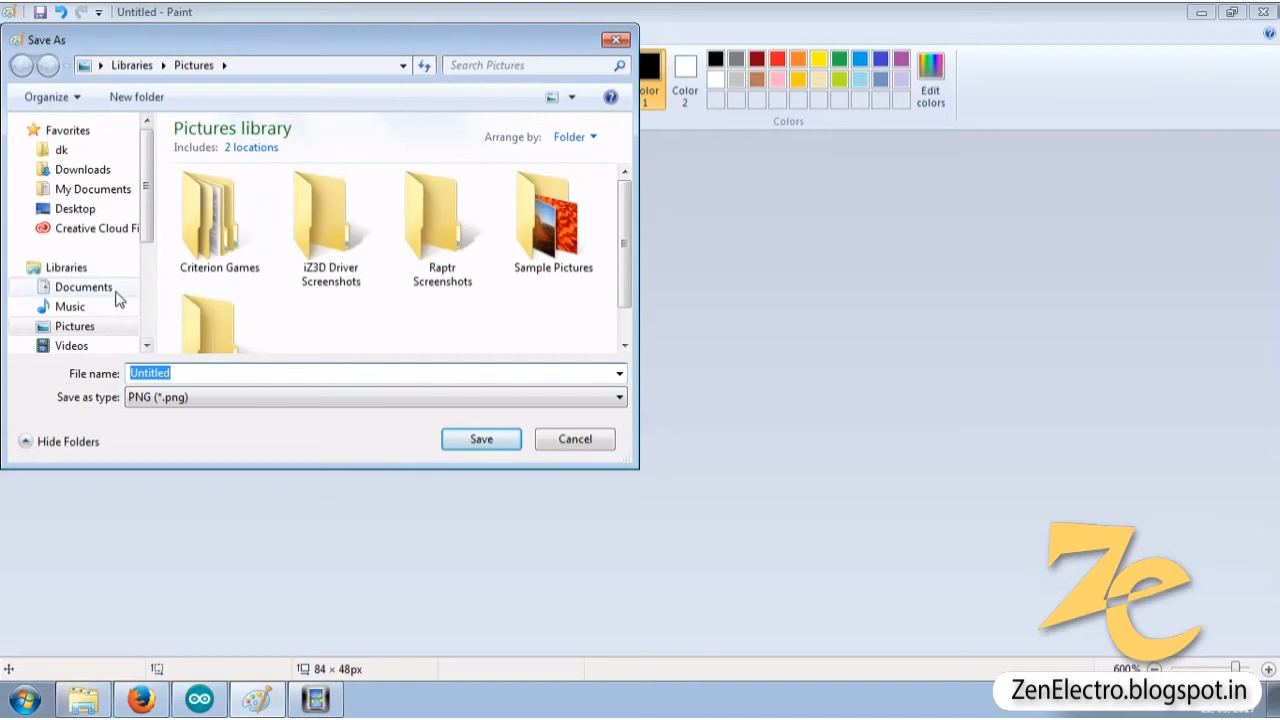 Untitled - Paint
Save As
Libraries
Pictures
Search Pictures
Organize
New folder
Favorites
dk
Downloads
My Documents
Desktop
Creative Cloud Fi
Libraries
Documents
Music
Pictures
Videos
Pictures library
Includes: 2 locations
Arrange by: Folder
Criterion Games
iZ3D Driver
Screenshots
Raptr
Screenshots
Sample Pictures
File name: Untitled
Save as type: PNG (*.png)
Hide Folders
Save
Cancel
olor
1
Color
2
Edit
colors
Colors
84 × 48px
600%
Ze
ZenElectro.blogspot.in